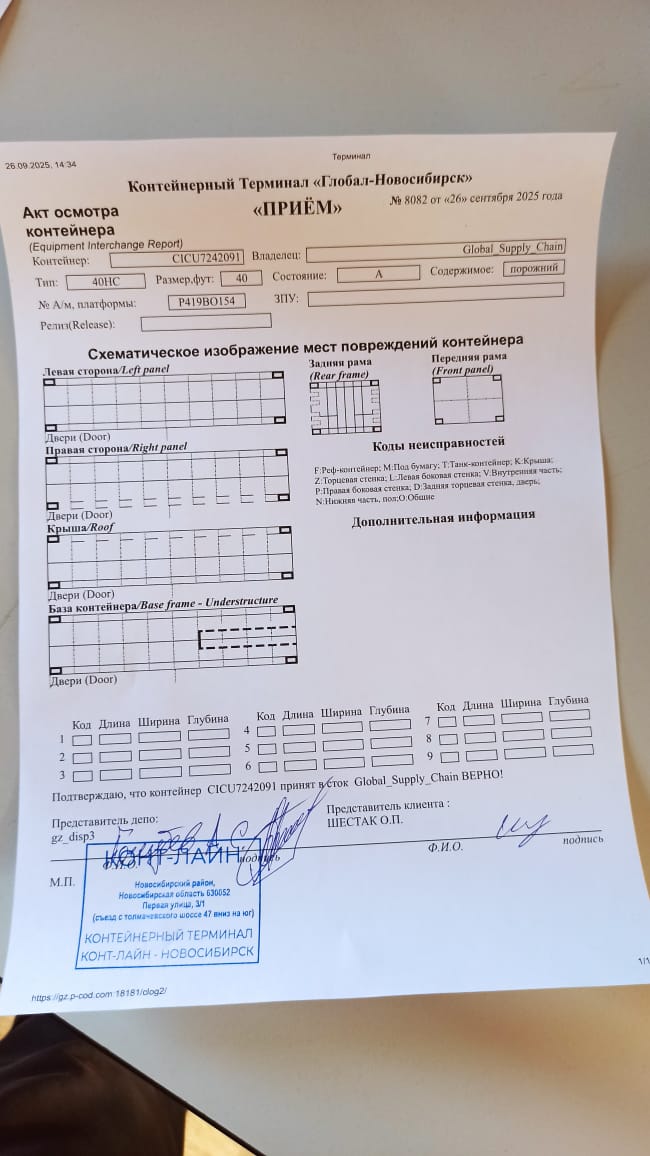 26.09.2025, 14:34
Терминал
Контейнерный Терминал «Глобал-Новосибирск»
Акт осмотра контейнера
«ПРИЁМ»
№ 8082 от «26» сентября 2025 года
(Equipment Interchange Report)
Контейнер: CICU7242091 Владелец: Global_Supply_Chain
Тип: 40HC Размер,фут: 40 Состояние: A Содержимое: порожний
№ А/м, платформы: Р419ВО154 ЗПУ:
Релиз(Release):
Схематическое изображение мест повреждений контейнера
Левая сторона/Left panel
Задняя рама (Rear frame)
Передняя рама (Front panel)
Двери (Door)
Правая сторона/Right panel
Двери (Door)
Крыша/Roof
Двери (Door)
База контейнера/Base frame - Understructure
Двери (Door)
Коды неисправностей
F:Реф-контейнер; M:Под бумагу; T:Танк-контейнер; K:Крыша;
Z:Торцевая стенка; L:Левая боковая стенка; V:Внутренняя часть;
P:Правая боковая стенка; D:Задняя торцевая стенка, дверь;
N:Нижняя часть, пол;O:Общие
Дополнительная информация
Код Длина Ширина Глубина Код Длина Ширина Глубина Код Длина Ширина Глубина
1 4 7
2 5 8
3 6 9
Подтверждаю, что контейнер CICU7242091 принят в сток Global_Supply_Chain ВЕРНО!
Представитель депо:
gz_disp3
Представитель клиента :
ШЕСТАК О.П.
Ф.И.О. подпись
Ф.И.О. подпись
М.П.
КОНТ-ЛАЙН
Новосибирский район,
Новосибирская область 630052
Первая улица, 3/1
(съезд с толмачевского шоссе 47 вниз на юг)
КОНТЕЙНЕРНЫЙ ТЕРМИНАЛ
КОНТ-ЛАЙН - НОВОСИБИРСК
https://gz.p-cod.com:18181/clog2/
1/1